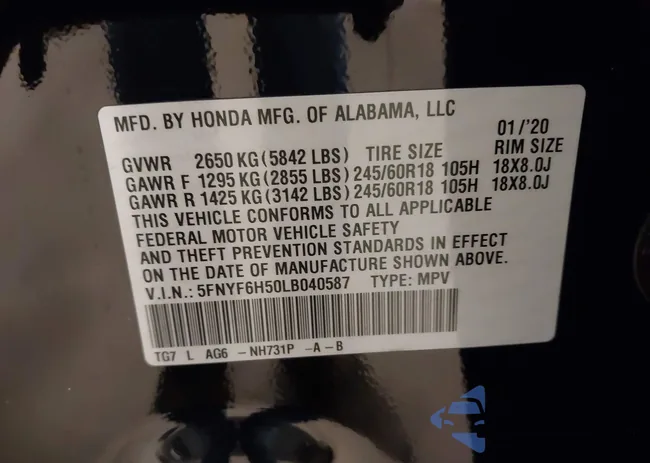 MFD. BY HONDA MFG. OF ALABAMA, LLC
01/'20
GVWR 2650 KG(5842 LBS) TIRE SIZE RIM SIZE
GAWR F 1295 KG(2855 LBS) 245/60R18 105H 18X8.0J
GAWR R 1425 KG(3142 LBS) 245/60R18 105H 18X8.0J
THIS VEHICLE CONFORMS TO ALL APPLICABLE
FEDERAL MOTOR VEHICLE SAFETY
AND THEFT PREVENTION STANDARDS IN EFFECT
ON THE DATE OF MANUFACTURE SHOWN ABOVE.
V.I.N.: 5FNYF6H50LB040587 TYPE: MPV
TG7 L AG6 - NH731P -A-B